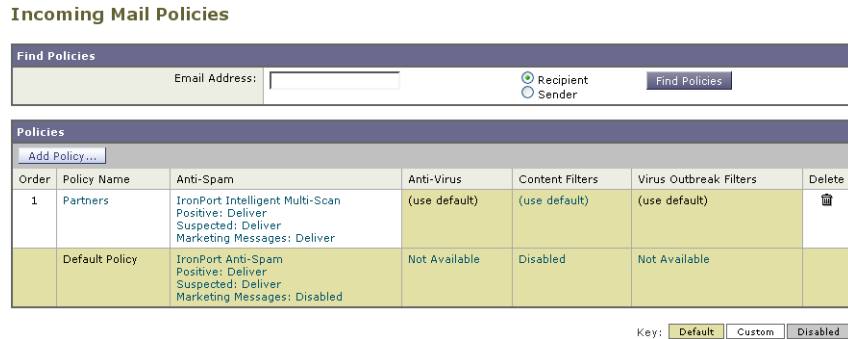 Incoming Mail Policies
Find Policies
Email Address:
Recipient
Sender
Find Policies
Policies
Add Policy...
Order Policy Name Anti-Spam Anti-Virus Content Filters Virus Outbreak Filters Delete
1 Partners IronPort Intelligent Multi-Scan (use default) (use default) (use default)
Positive: Deliver
Suspected: Deliver
Marketing Messages: Deliver
Default Policy IronPort Anti-Spam Not Available Disabled Not Available
Positive: Deliver
Suspected: Deliver
Marketing Messages: Disabled
Key: Default Custom Disabled